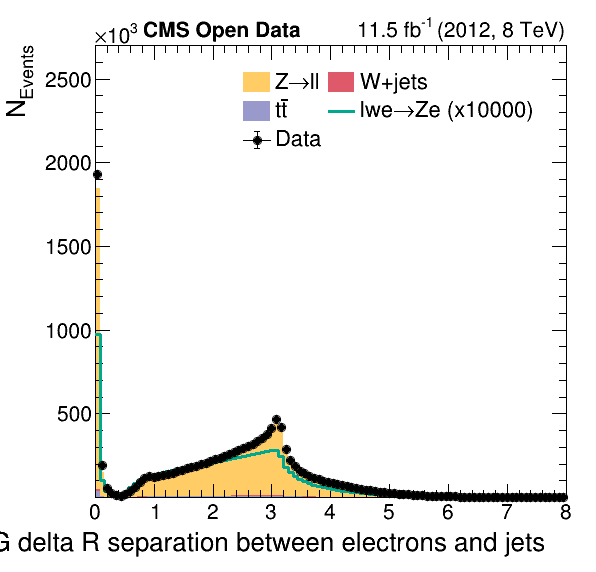 ×10³ CMS Open Data 11.5 fb⁻¹ (2012, 8 TeV)
N_Events
2500
2000
1500
1000
500
Z→ll W+jets
tt̄ lwe→Ze (x10000)
Data
0 1 2 3 4 5 6 7 8
G delta R separation between electrons and jets